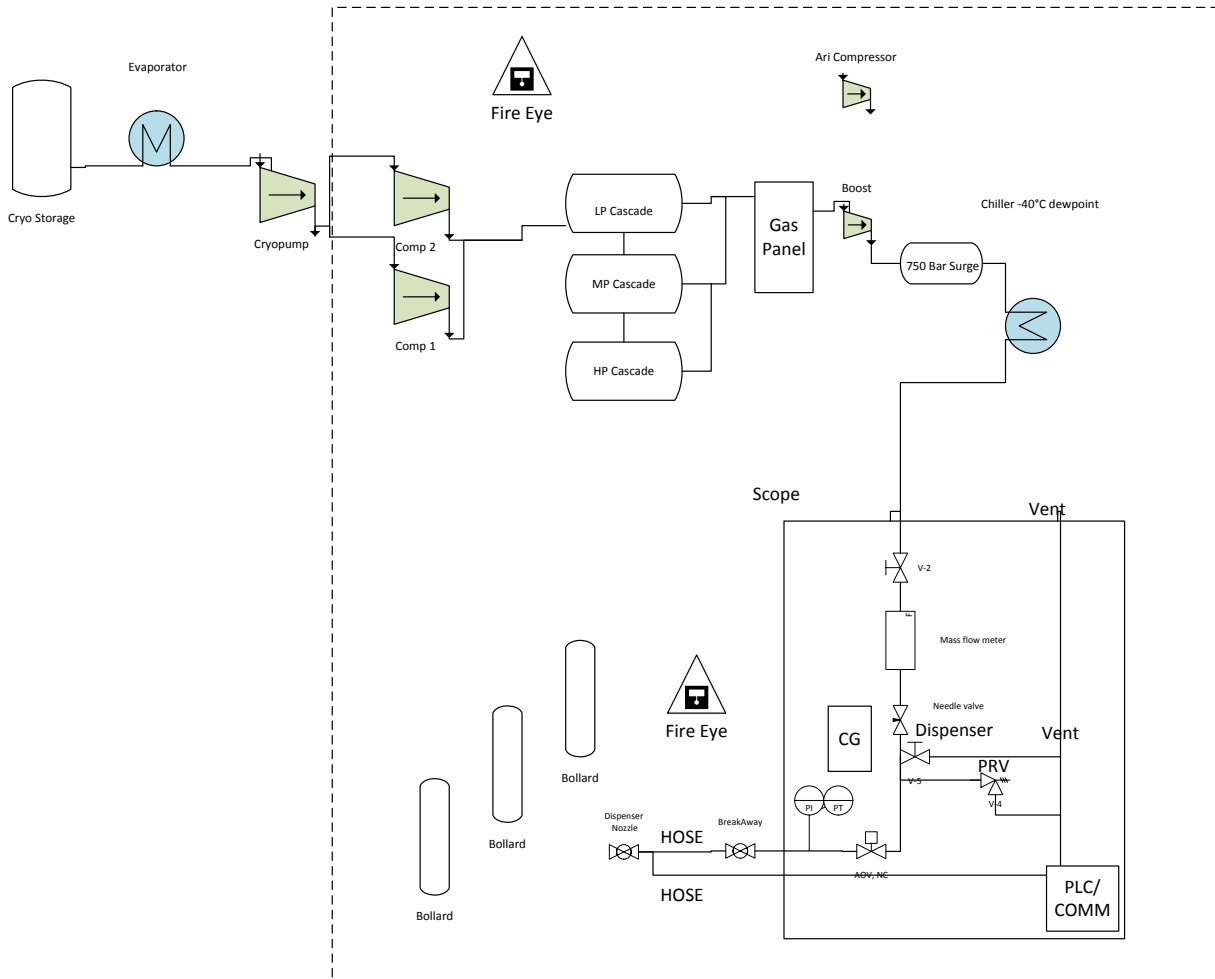 Evaporator
Ari Compressor
Fire Eye
Cryo Storage
Cryopump
Comp 2
Comp 1
LP Cascade
MP Cascade
HP Cascade
Gas
Panel
Boost
Chiller -40°C dewpoint
750 Bar Surge
Scope
Vent
V-2
F
Mass flow meter
Needle valve
Dispenser
Vent
CG
V-5
PRV
V-4
Fire Eye
Bollard
Bollard
Bollard
PI
PT
Dispenser
Nozzle
HOSE
BreakAway
AOV, NC
HOSE
PLC/
COMM